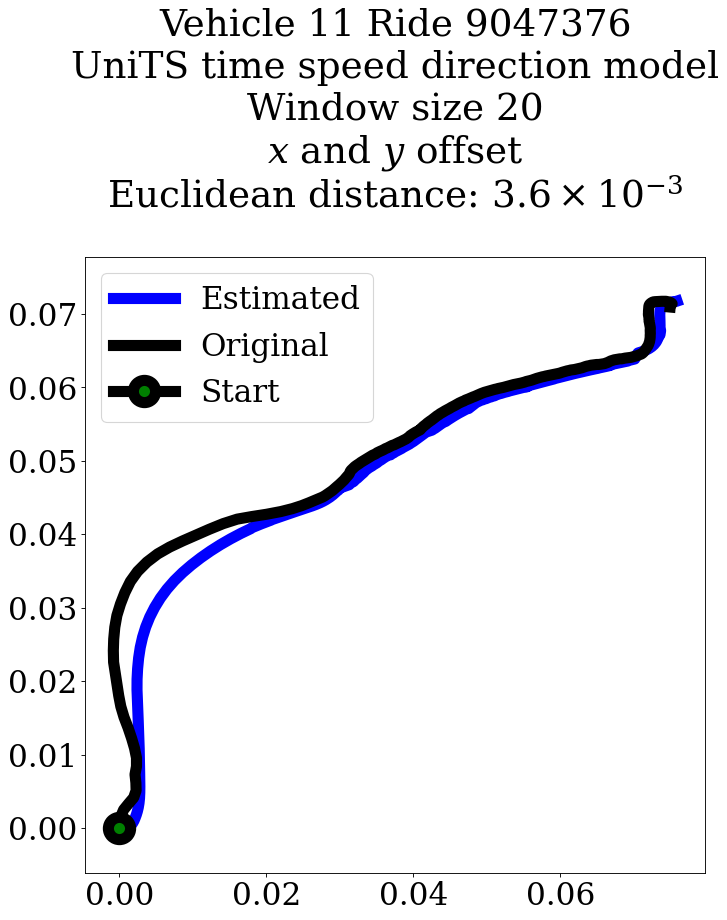 Vehicle 11 Ride 9047376
UniTS time speed direction model
Window size 20
x and y offset
Euclidean distance: 3.6 × 10⁻³
Estimated
Original
Start
0.07
0.06
0.05
0.04
0.03
0.02
0.01
0.00
0.00 0.02 0.04 0.06